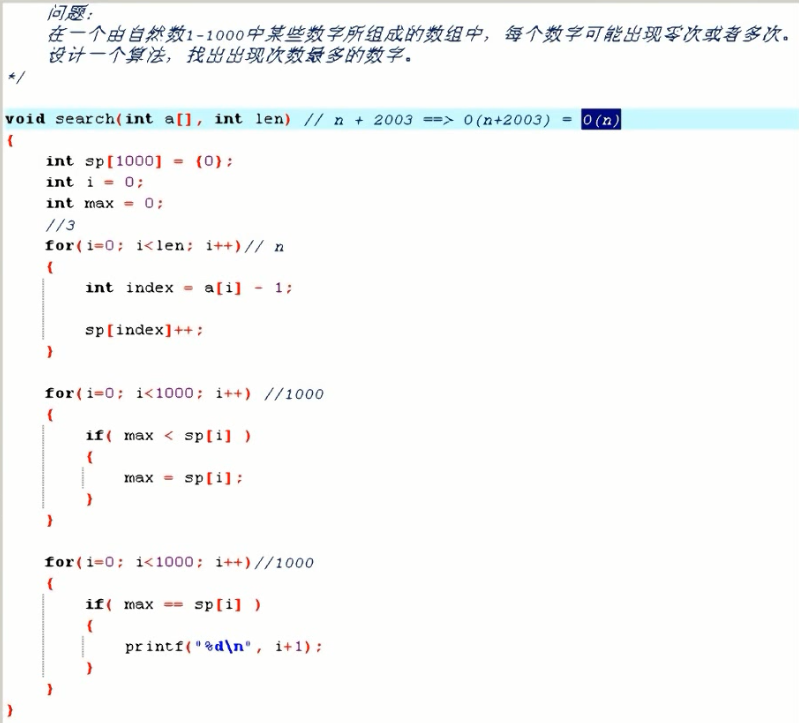 问题:
在一个由自然数1-1000中某些数字所组成的数组中，每个数字可能出现零次或者多次。
设计一个算法，找出出现次数最多的数字。
*/
void search(int a[], int len) // n + 2003 ==> O(n+2003) = O(n)
{
int sp[1000] = {0};
int i = 0;
int max = 0;
//3
for(i=0; i<len; i++)// n
{
int index = a[i] - 1;
sp[index]++;
}
for(i=0; i<1000; i++) //1000
{
if( max < sp[i] )
{
max = sp[i];
}
}
for(i=0; i<1000; i++)//1000
{
if( max == sp[i] )
{
printf("%d\n", i+1);
}
}
}